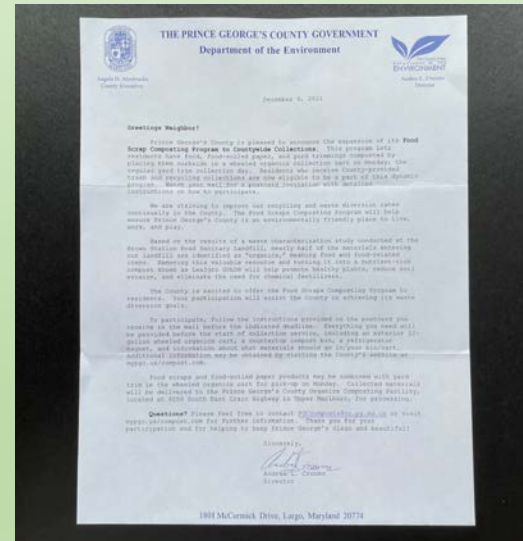 THE PRINCE GEORGE'S COUNTY GOVERNMENT
Department of the Environment
ENVIRONMENT
Angela D. Alsobrooks
County Executive
Andrea L. Crooms
Director
December 9, 2021
Greetings Neighbor!
Prince George's County is pleased to announce the expansion of its Food
Scrap Composting Program to Countywide Collections. This program lets
residents have food, food-soiled paper, and yard trimmings composted by
placing them curbside in a wheeled organics collection cart on Monday; the
regular yard trim collection day. Residents who receive County-provided
trash and recycling collections are now eligible to be a part of this dynamic
program. Watch your mail for a postcard invitation with detailed
instructions on how to participate.
We are striving to improve our recycling and waste diversion rates
continually in the County. The Food Scraps Composting Program will help
ensure Prince George's County is an environmentally friendly place to live,
work, and play.
Based on the results of a waste characterization study conducted at the
Brown Station Road Sanitary Landfill, nearly half of the materials entering
our landfill are identified as "organic," meaning food and food-related
items. Removing this valuable resource and turning it into a nutrient-rich
compost known as Leafgro GOLD® will help promote healthy plants, reduce soil
erosion, and eliminate the need for chemical fertilizers.
The County is excited to offer the Food Scraps Composting Program to
residents. Your participation will assist the County in achieving its waste
diversion goals.
To participate, follow the instructions provided on the postcard you
receive in the mail before the indicated deadline. Everything you need will
be provided before the start of collection service, including an exterior
gallon wheeled organics cart, a countertop compost bin, a refrigerator
magnet, and information about what materials should go in your bin/cart.
Additional information may be obtained by visiting the County's website at
mypgc.us/compost.com.
Food scraps and food-soiled paper products may be combined with yard
trim in the wheeled organics cart for pick-up on Monday. Collected materials
will be delivered to the Prince George's County Organics Composting Facility,
located at 6550 South East Crain Highway in Upper Marlboro, for processing.
Questions? Please feel free to contact PGCComposts@co.pg.md.us or visit
mypgc.us/compost.com for further information. Thank you for your
participation and for helping to keep Prince George's clean and beautiful!
Sincerely,
Andrea L. Crooms
Director
1801 McCormick Drive, Largo, Maryland 20774